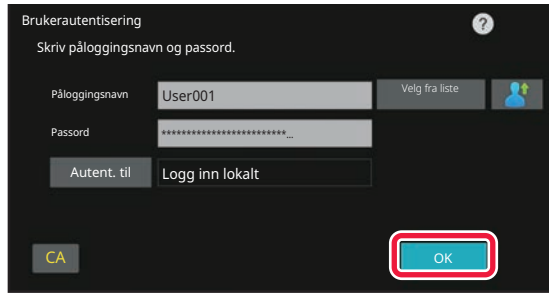 Brukerautentisering
?
Skriv påloggingsnavn og passord.
Påloggingsnavn User001 Velg fra liste
Passord *************************...
Autent. til Logg inn lokalt
CA OK